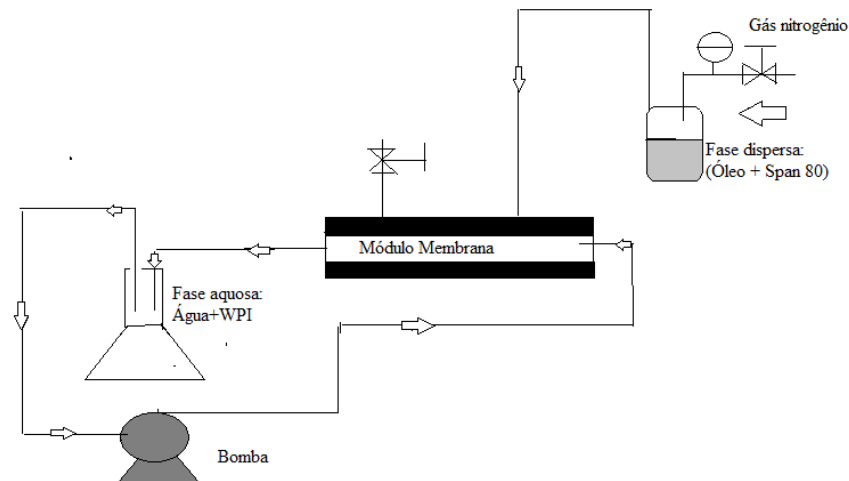 Gás nitrogênio
Fase dispersa:
(Óleo + Span 80)
Módulo Membrana
Fase aquosa:
Água+WPI
Bomba